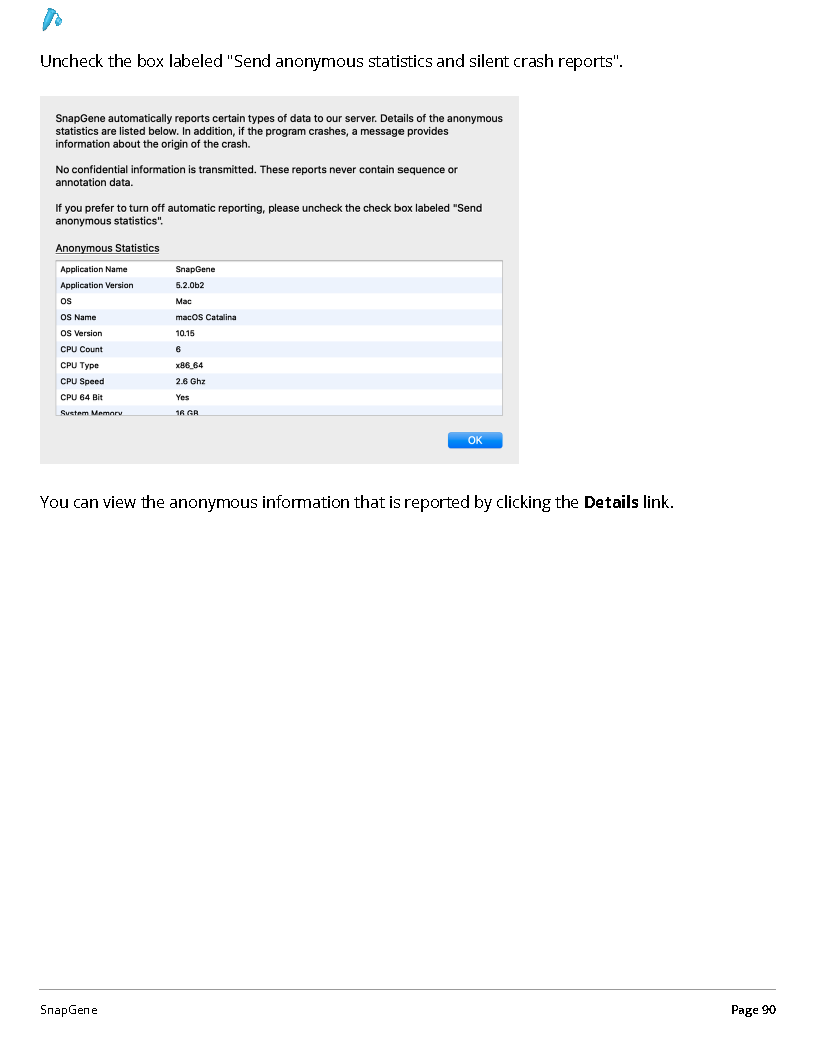 Uncheck the box labeled "Send anonymous statistics and silent crash reports".
SnapGene automatically reports certain types of data to our server. Details of the anonymous
statistics are listed below. In addition, if the program crashes, a message provides
information about the origin of the crash.
No confidential information is transmitted. These reports never contain sequence or
annotation data.
If you prefer to turn off automatic reporting, please uncheck the check box labeled "Send
anonymous statistics".
Anonymous Statistics
Application Name SnapGene
Application Version 5.2.0b2
OS Mac
OS Name macOS Catalina
OS Version 10.15
CPU Count 6
CPU Type x86_64
CPU Speed 2.6 Ghz
CPU 64 Bit Yes
System Memory 16 GB
OK
You can view the anonymous information that is reported by clicking the Details link.
SnapGene Page 90